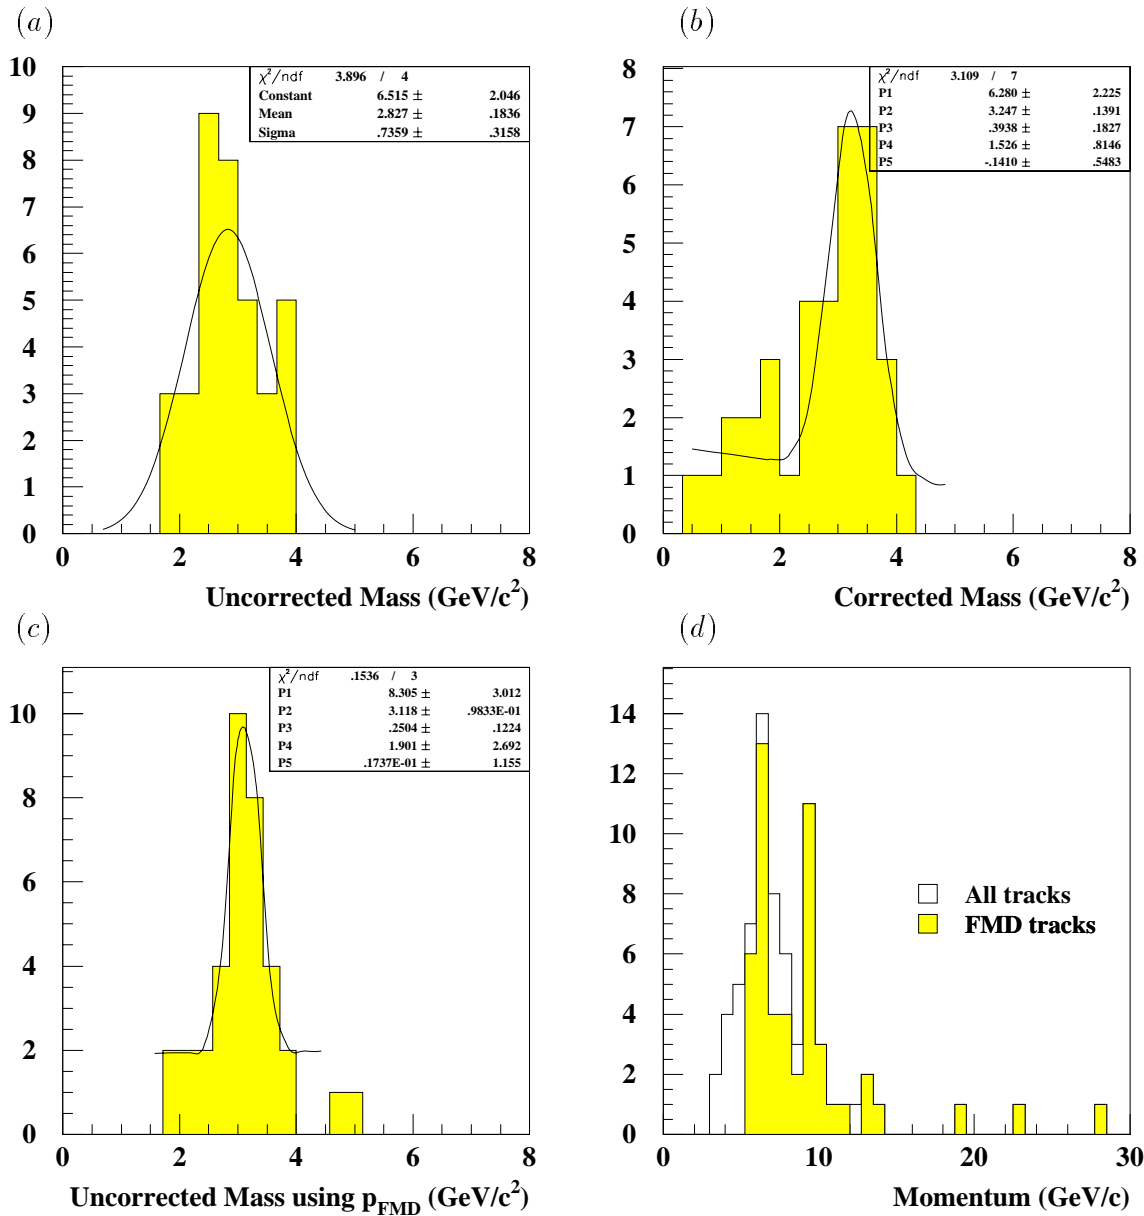 (a)
10
9
8
7
6
5
4
3
2
1
0
χ²/ndf 3.896 / 4
Constant 6.515 ± 2.046
Mean 2.827 ± .1836
Sigma .7359 ± .3158
0 2 4 6 8
Uncorrected Mass (GeV/c²)
(b)
8
7
6
5
4
3
2
1
0
χ²/ndf 3.109 / 7
P1 6.280 ± 2.225
P2 3.247 ± .1391
P3 .3938 ± .1827
P4 1.526 ± .8146
P5 -.1410 ± .5483
0 2 4 6 8
Corrected Mass (GeV/c²)
(c)
10
8
6
4
2
0
χ²/ndf .1536 / 3
P1 8.305 ± 3.012
P2 3.118 ± .9833E-01
P3 .2504 ± .1224
P4 1.901 ± 2.692
P5 .1737E-01 ± 1.155
0 2 4 6 8
Uncorrected Mass using p_FMD (GeV/c²)
(d)
14
12
10
8
6
4
2
0
All tracks
FMD tracks
0 10 20 30
Momentum (GeV/c)